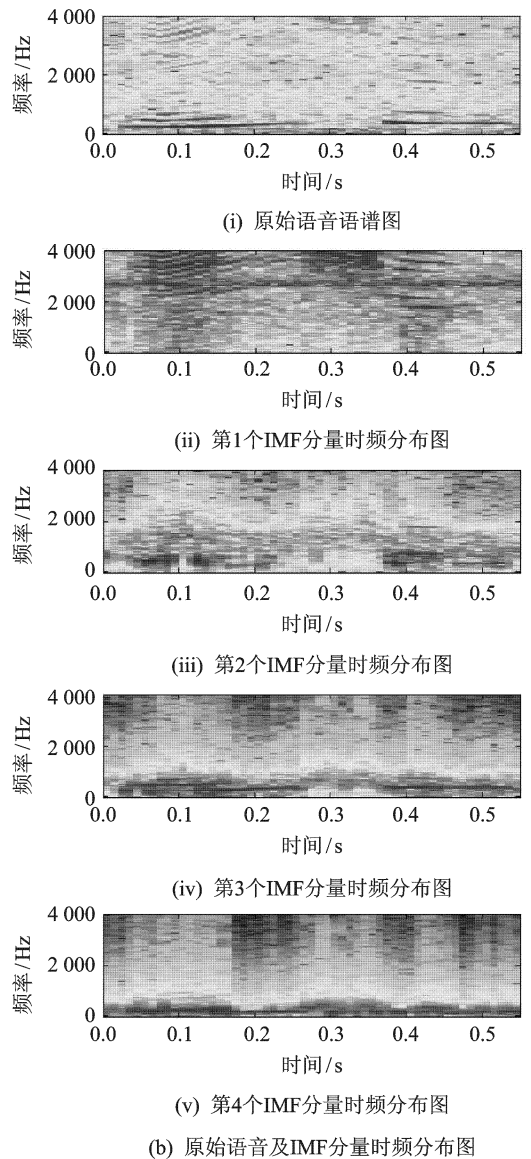 4 000
2 000
0
频率/Hz
0.0 0.1 0.2 0.3 0.4 0.5
时间/s
(i) 原始语音语谱图
4 000
2 000
0
频率/Hz
0.0 0.1 0.2 0.3 0.4 0.5
时间/s
(ii) 第1个IMF分量时频分布图
4 000
2 000
0
频率/Hz
0.0 0.1 0.2 0.3 0.4 0.5
时间/s
(iii) 第2个IMF分量时频分布图
4 000
2 000
0
频率/Hz
0.0 0.1 0.2 0.3 0.4 0.5
时间/s
(iv) 第3个IMF分量时频分布图
4 000
2 000
0
频率/Hz
0.0 0.1 0.2 0.3 0.4 0.5
时间/s
(v) 第4个IMF分量时频分布图
(b) 原始语音及IMF分量时频分布图